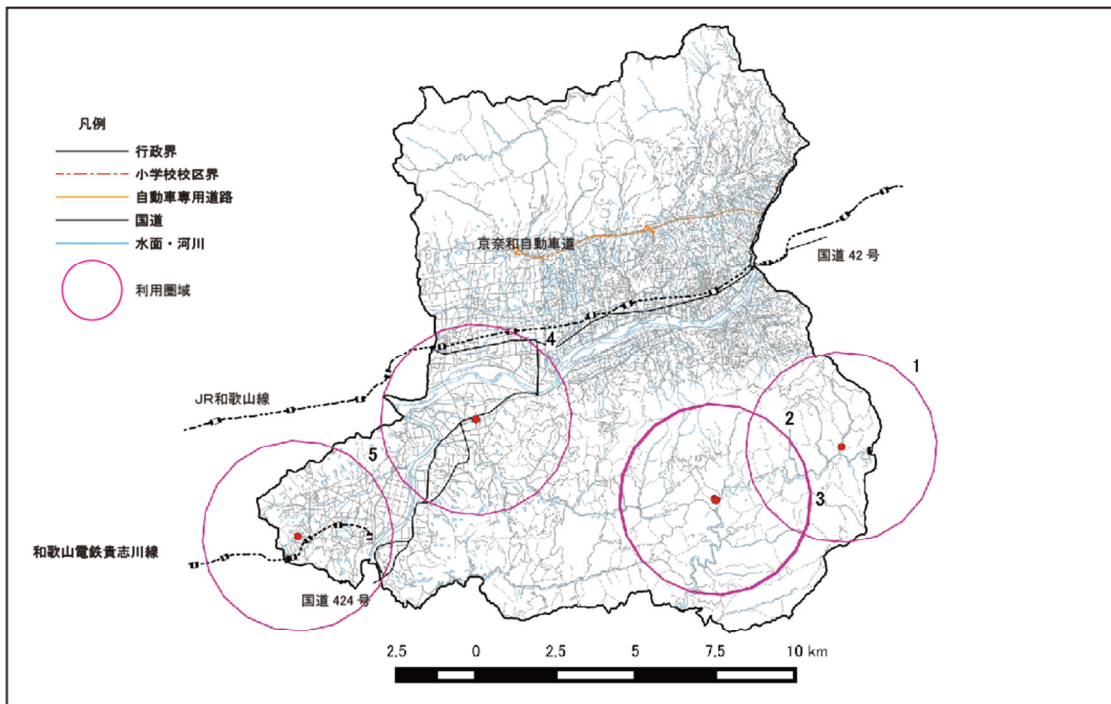 凡例
行政界
小学校校区界
自動車専用道路
国道
水面・河川
利用圏域
京奈和自動車道
国道 42 号
4
1
JR和歌山線
2
5
3
和歌山電鉄貴志川線
国道 424 号
2.5 0 2.5 5 7.5 10 km